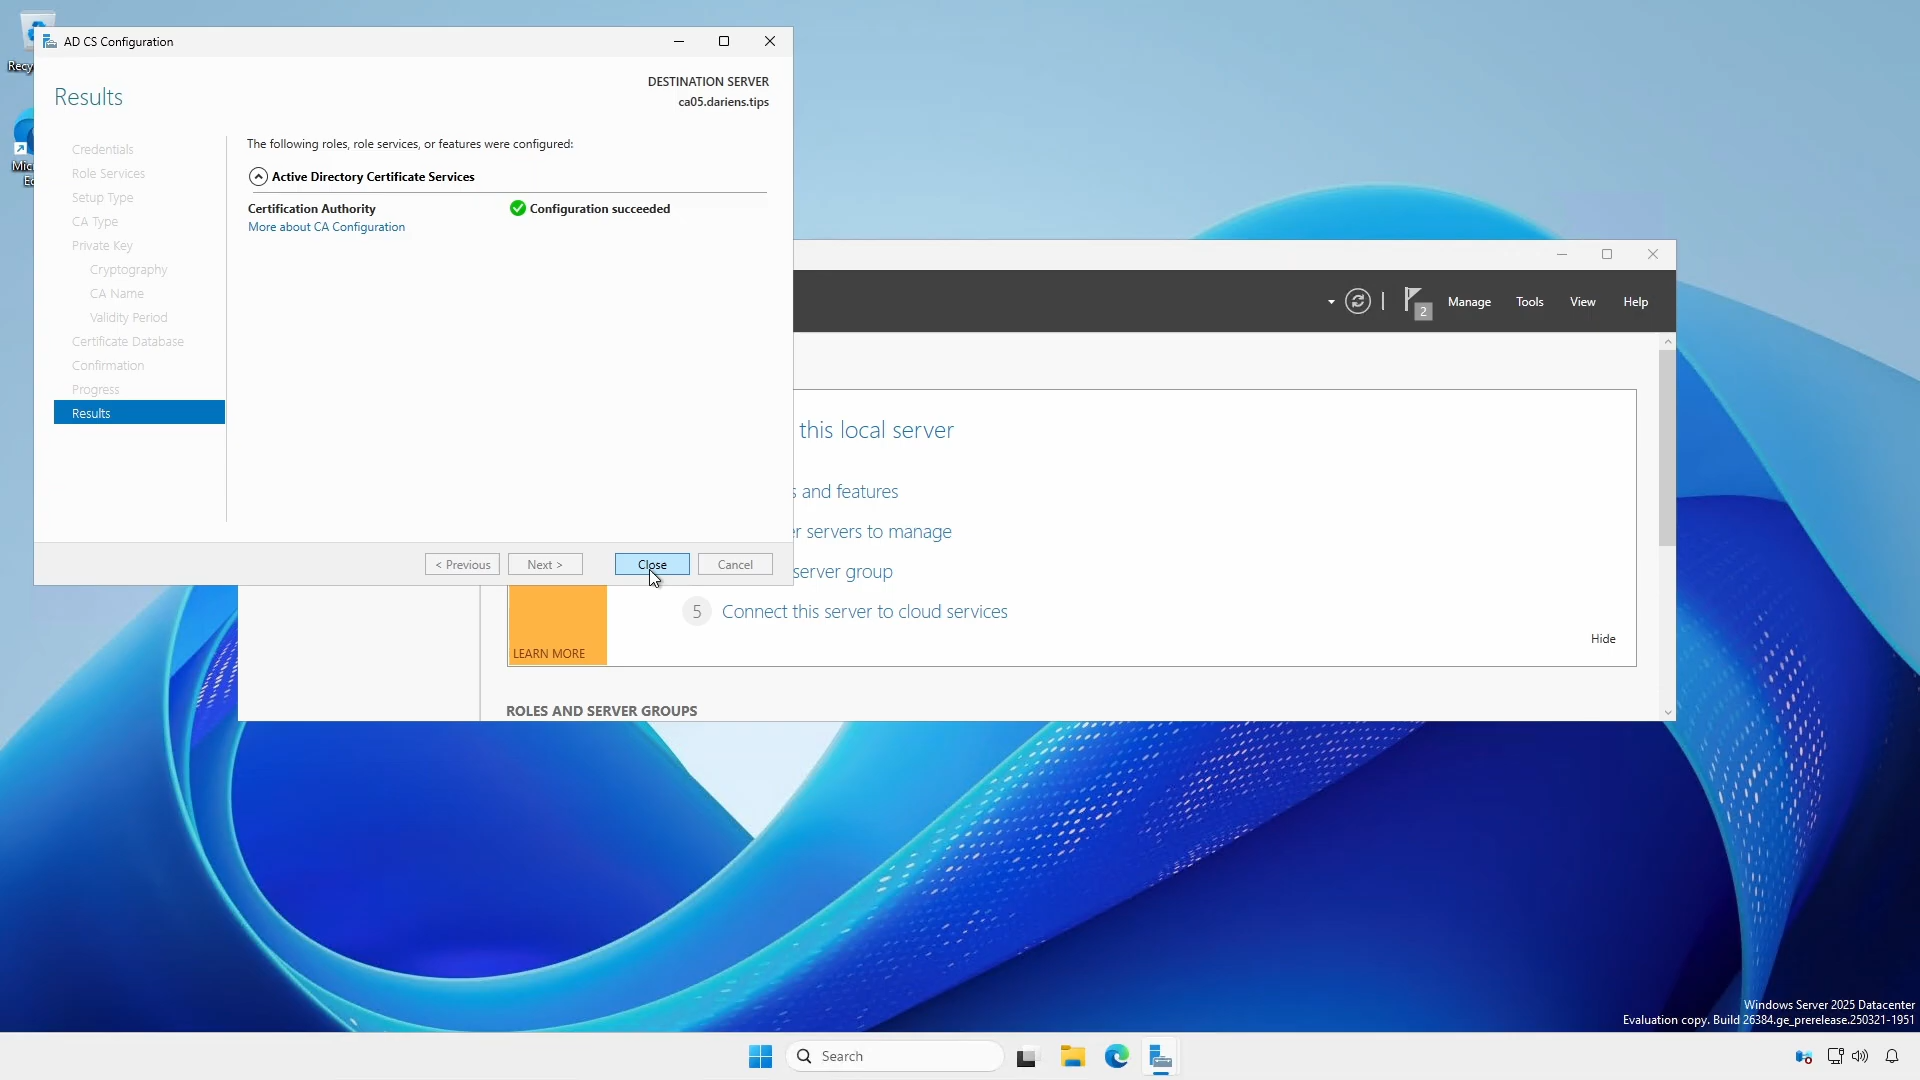 Recy
Mic
Ec
AD CS Configuration
Results
DESTINATION SERVER
ca05.dariens.tips
Credentials
Role Services
Setup Type
CA Type
Private Key
Cryptography
CA Name
Validity Period
Certificate Database
Confirmation
Progress
Results
The following roles, role services, or features were configured:
Active Directory Certificate Services
Certification Authority
Configuration succeeded
More about CA Configuration
< Previous
Next >
Close
Cancel
2
Manage
Tools
View
Help
this local server
s and features
er servers to manage
server group
5 Connect this server to cloud services
LEARN MORE
Hide
ROLES AND SERVER GROUPS
Windows Server 2025 Datacenter
Evaluation copy. Build 26384.ge_prerelease.250321-1951
Search